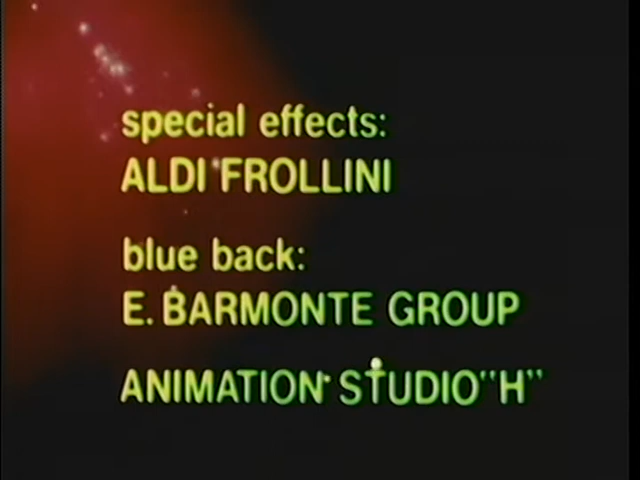 special effects:
ALDI FROLLINI
blue back:
E. BARMONTE GROUP
ANIMATION STUDIO "H"